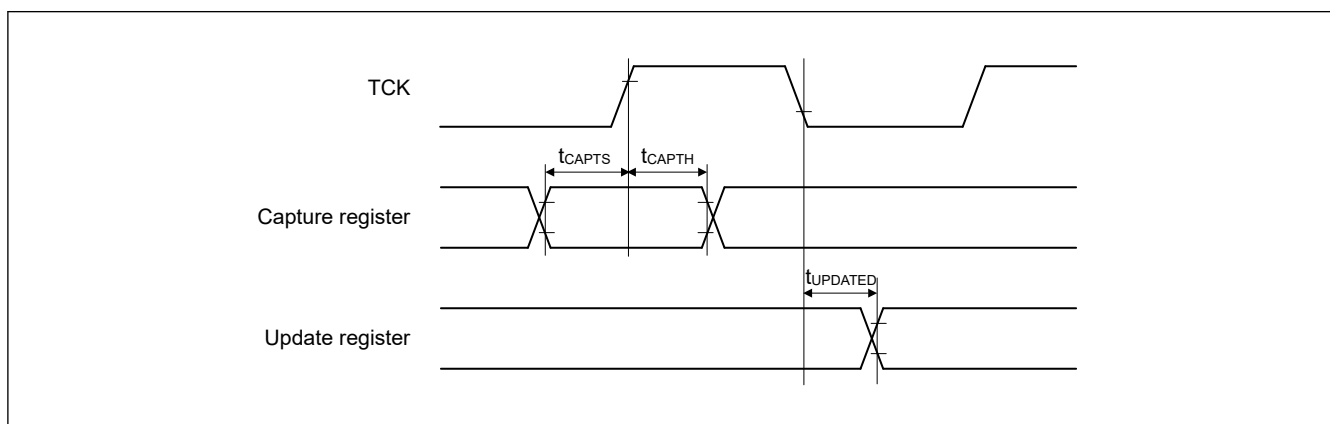 TCK
tCAPTS tCAPTH
Capture register
tUPDATED
Update register